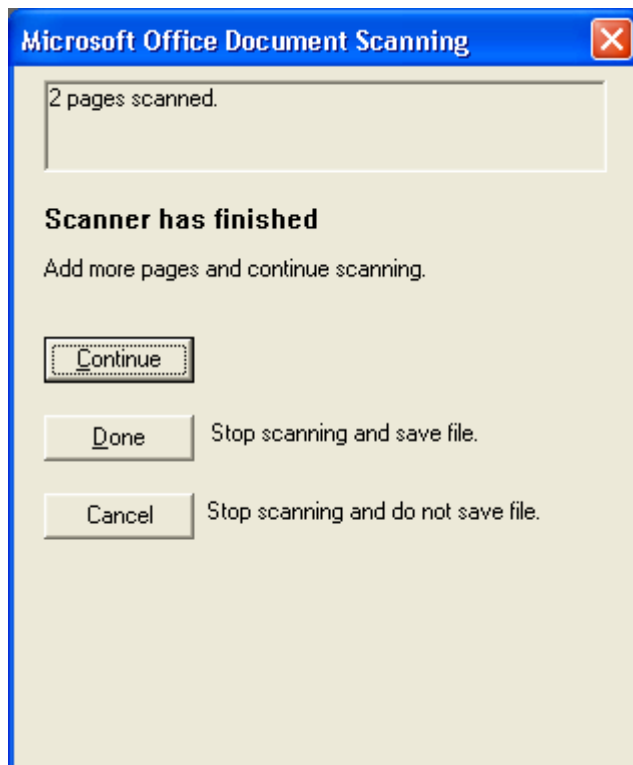 Microsoft Office Document Scanning
2 pages scanned.
Scanner has finished
Add more pages and continue scanning.
Continue
Done Stop scanning and save file.
Cancel Stop scanning and do not save file.